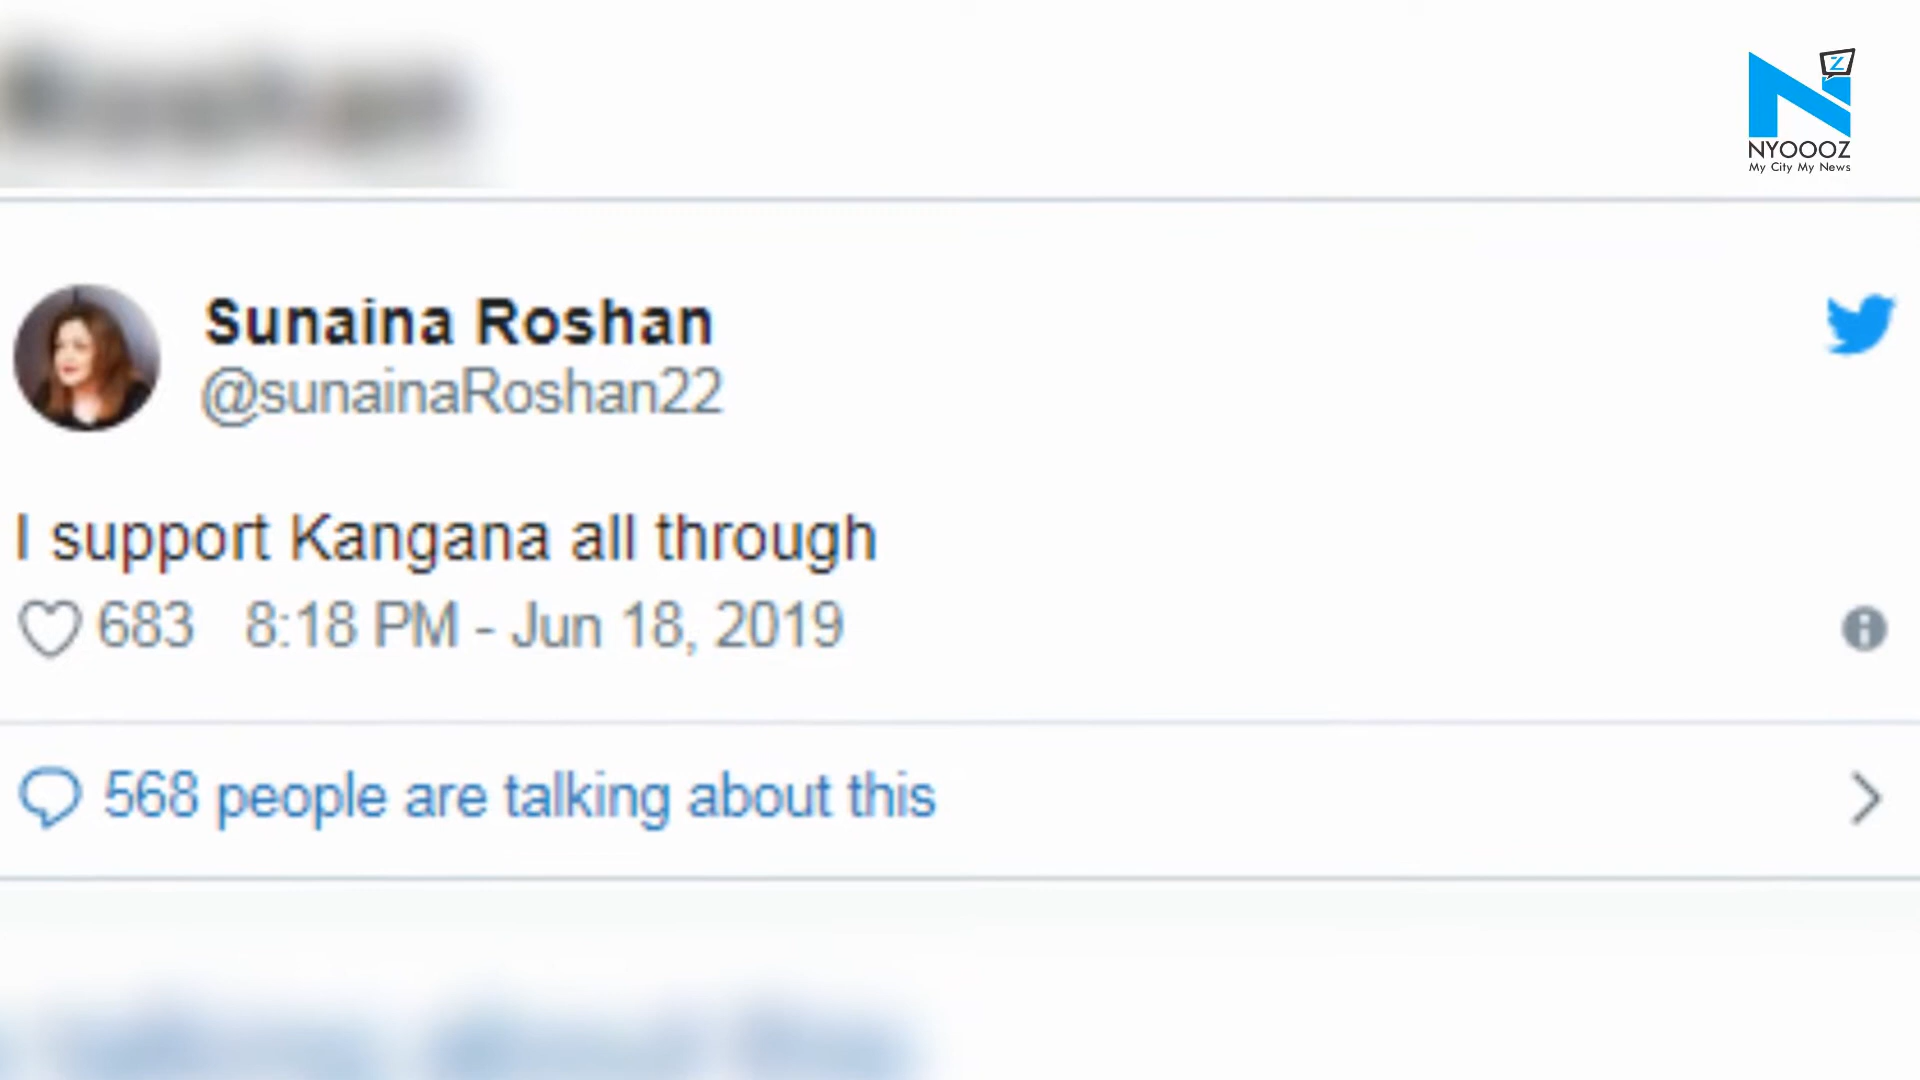 NYOOOZ
My City My News
Sunaina Roshan
@sunainaRoshan22
I support Kangana all through
683 8:18 PM - Jun 18, 2019
568 people are talking about this